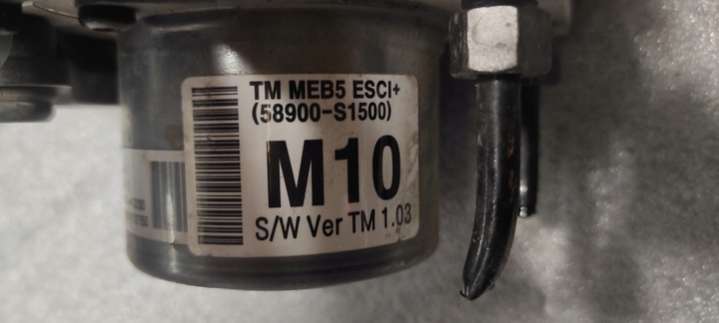 TM MEB5 ESCI+
(58900-S1500)
M10
S/W Ver TM 1.03